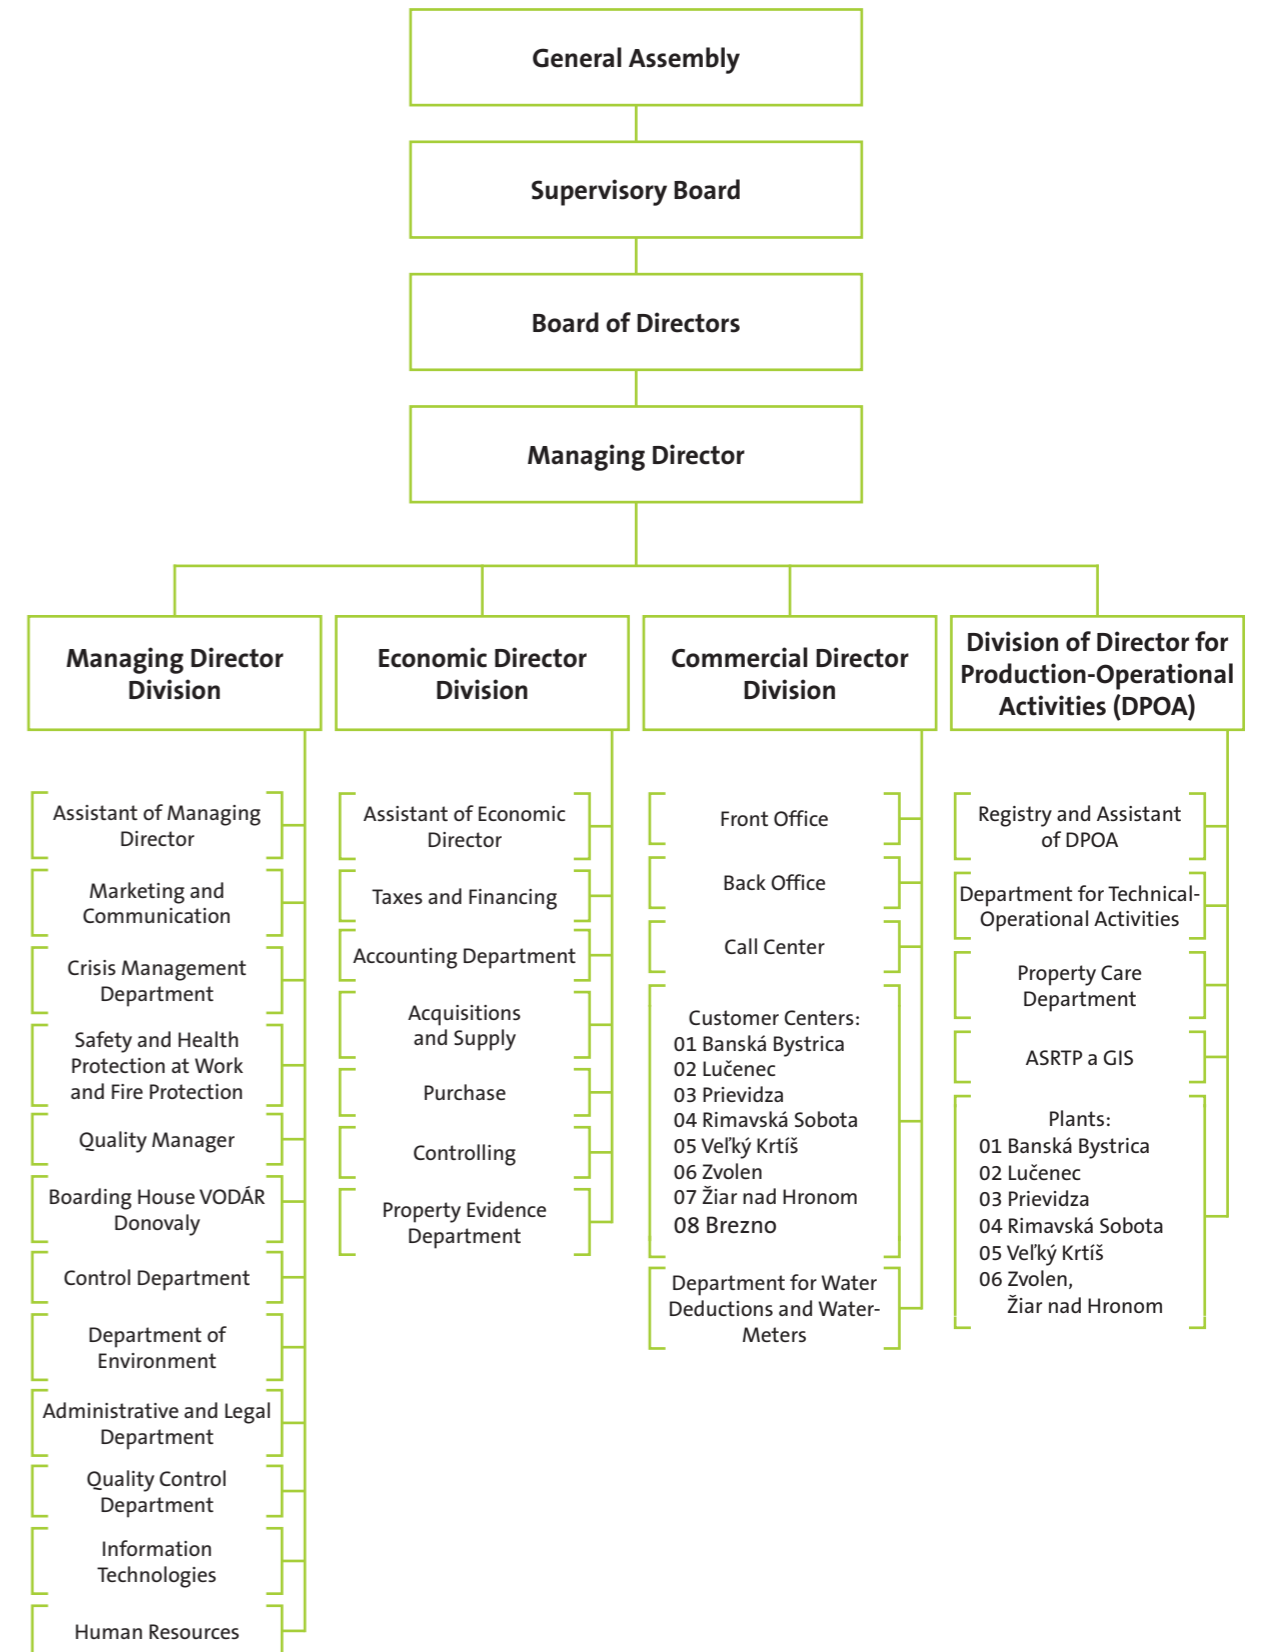 General Assembly
Supervisory Board
Board of Directors
Managing Director
Managing Director
Division
Assistant of Managing
Director
Marketing and
Communication
Crisis Management
Department
Safety and Health
Protection at Work
and Fire Protection
Quality Manager
Boarding House VODÁR
Donovaly
Control Department
Department of
Environment
Administrative and Legal
Department
Quality Control
Department
Information
Technologies
Human Resources
Economic Director
Division
Assistant of Economic
Director
Taxes and Financing
Accounting Department
Acquisitions
and Supply
Purchase
Controlling
Property Evidence
Department
Commercial Director
Division
Front Office
Back Office
Call Center
Customer Centers:
01 Banská Bystrica
02 Lučenec
03 Prievidza
04 Rimavská Sobota
05 Veľký Krtíš
06 Zvolen
07 Žiar nad Hronom
08 Brezno
Department for Water
Deductions and Water-
Meters
Division of Director for
Production-Operational
Activities (DPOA)
Registry and Assistant
of DPOA
Department for Technical-
Operational Activities
Property Care
Department
ASRTP a GIS
Plants:
01 Banská Bystrica
02 Lučenec
03 Prievidza
04 Rimavská Sobota
05 Veľký Krtíš
06 Zvolen,
Žiar nad Hronom